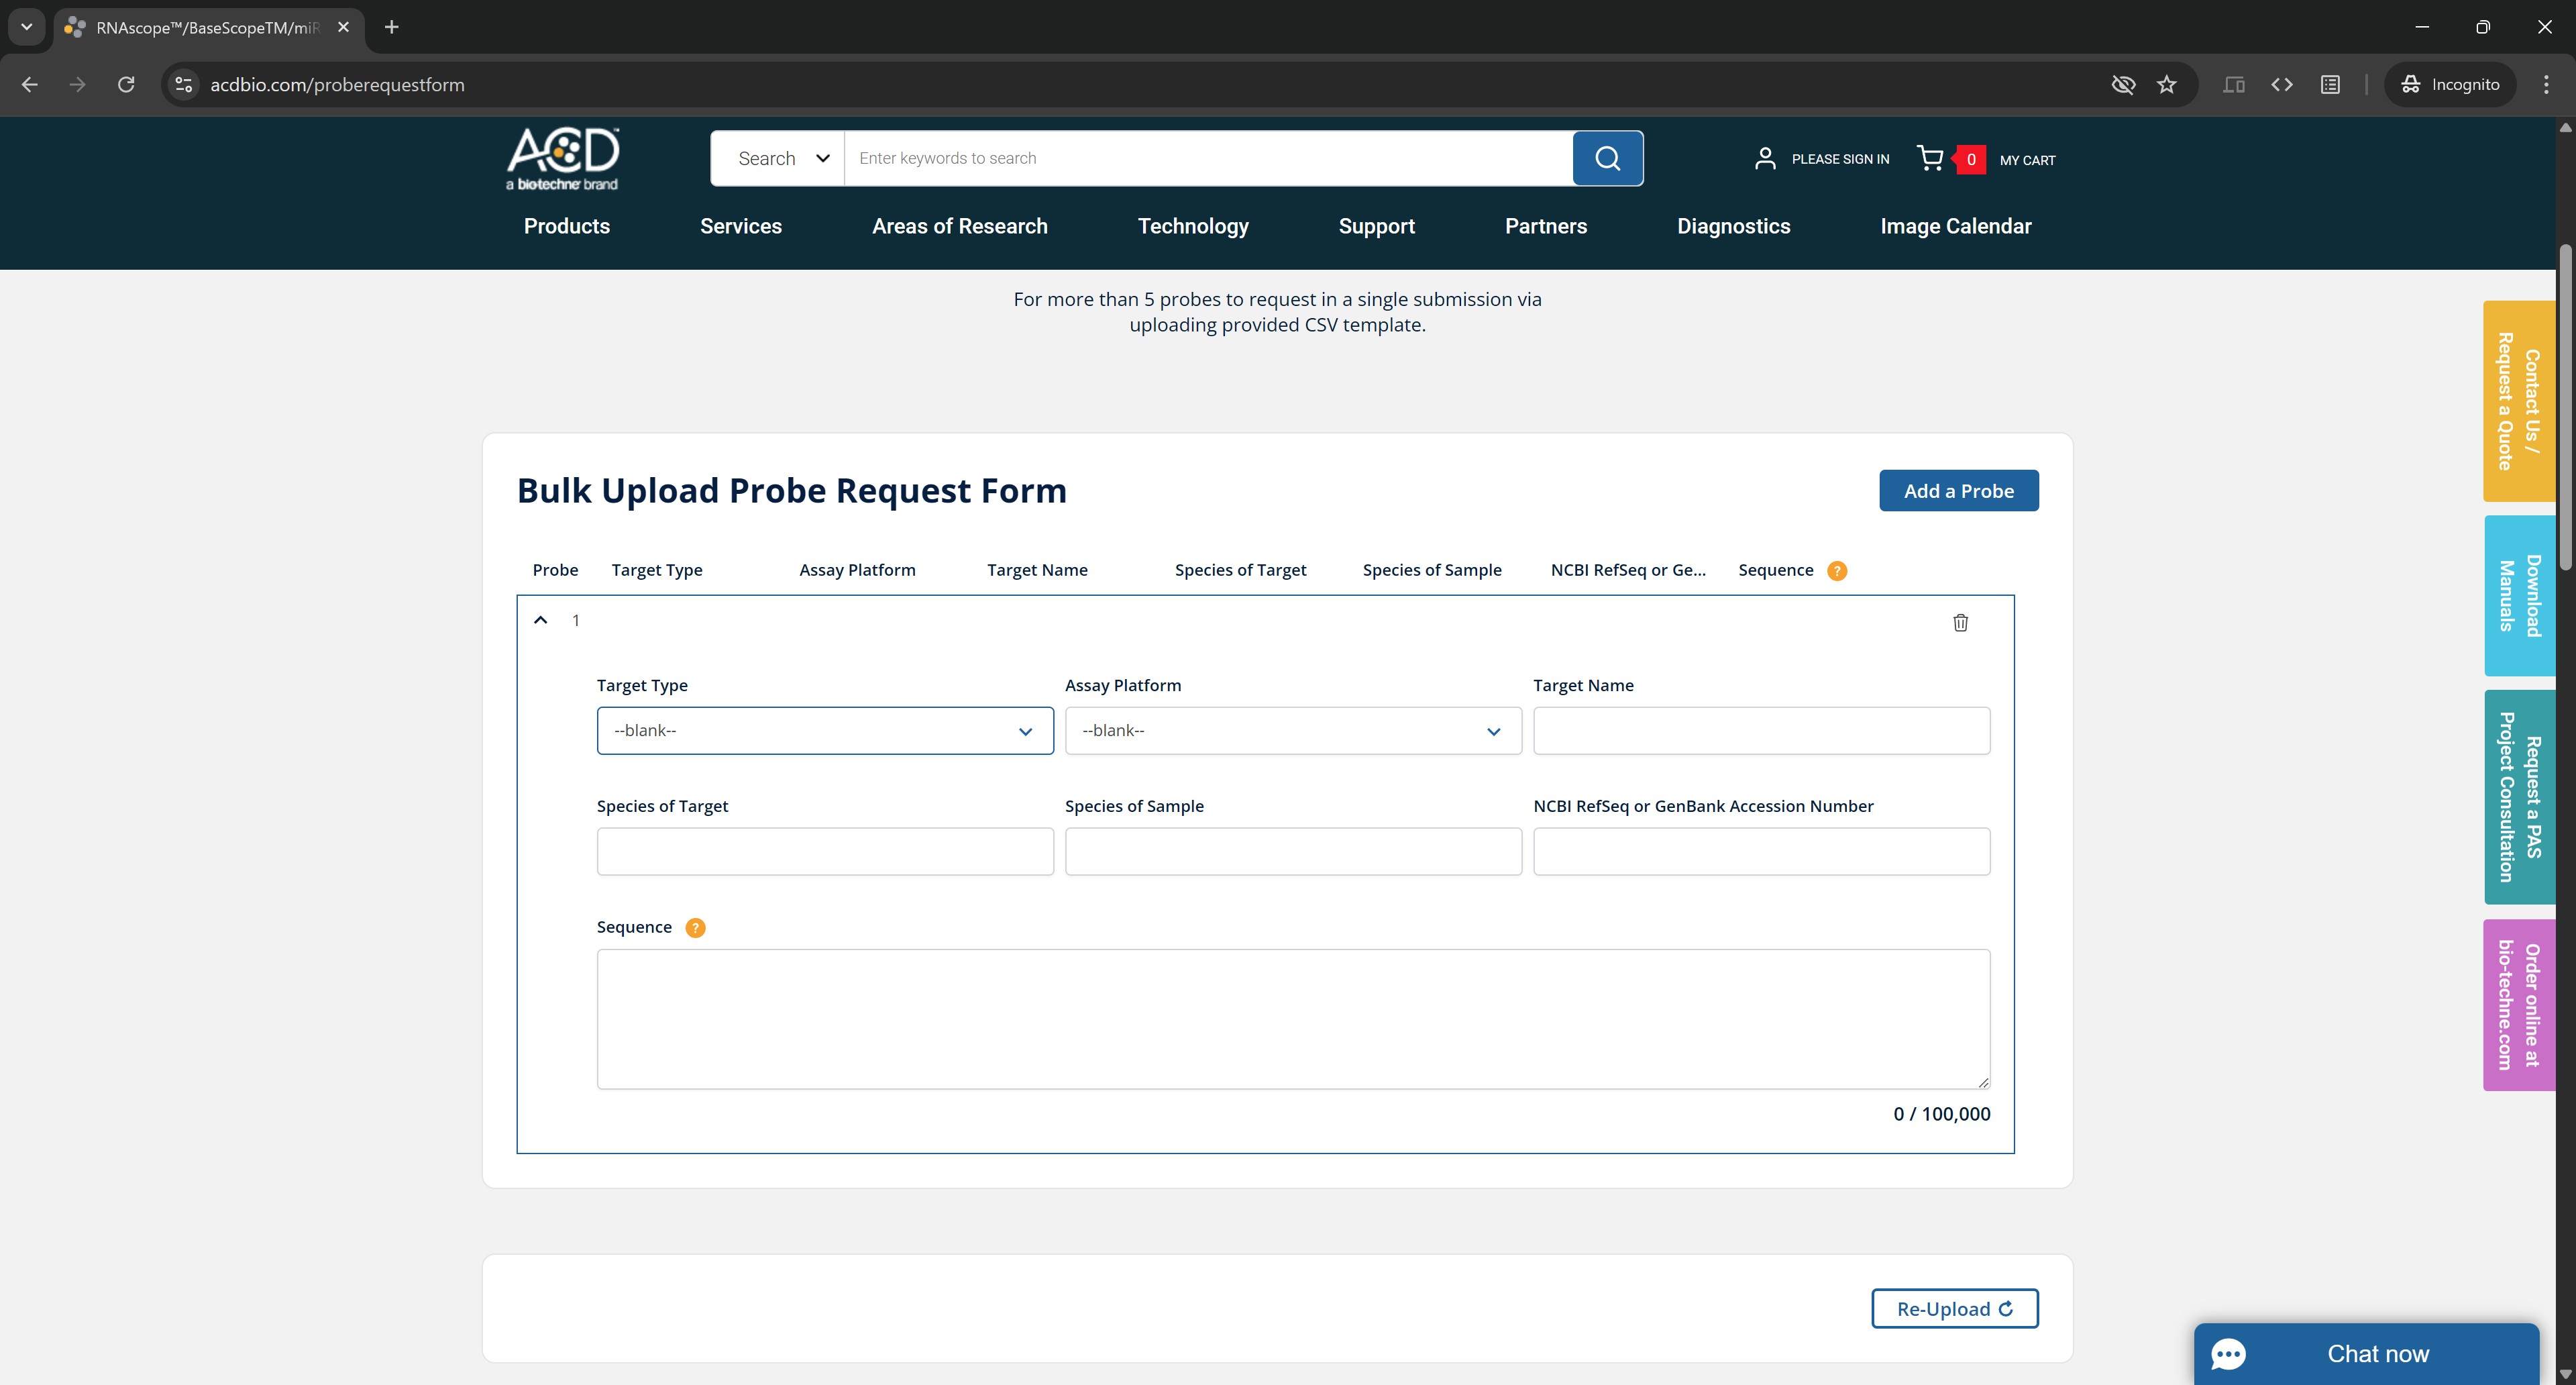 RNAscope™/BaseScopeTM/miR
acdbio.com/proberequestform
Incognito
ACD™
a biotechne brand
Search
Enter keywords to search
PLEASE SIGN IN
0
MY CART
Products
Services
Areas of Research
Technology
Support
Partners
Diagnostics
Image Calendar
For more than 5 probes to request in a single submission via
uploading provided CSV template.
Contact Us /
Request a Quote
Download
Manuals
Request a PAS
Project Consultation
Order online at
bio-techne.com
Bulk Upload Probe Request Form
Add a Probe
Probe
Target Type
Assay Platform
Target Name
Species of Target
Species of Sample
NCBI RefSeq or Ge...
Sequence ?
1
Target Type
Assay Platform
Target Name
--blank--
--blank--
Species of Target
Species of Sample
NCBI RefSeq or GenBank Accession Number
Sequence ?
0 / 100,000
Re-Upload
Chat now